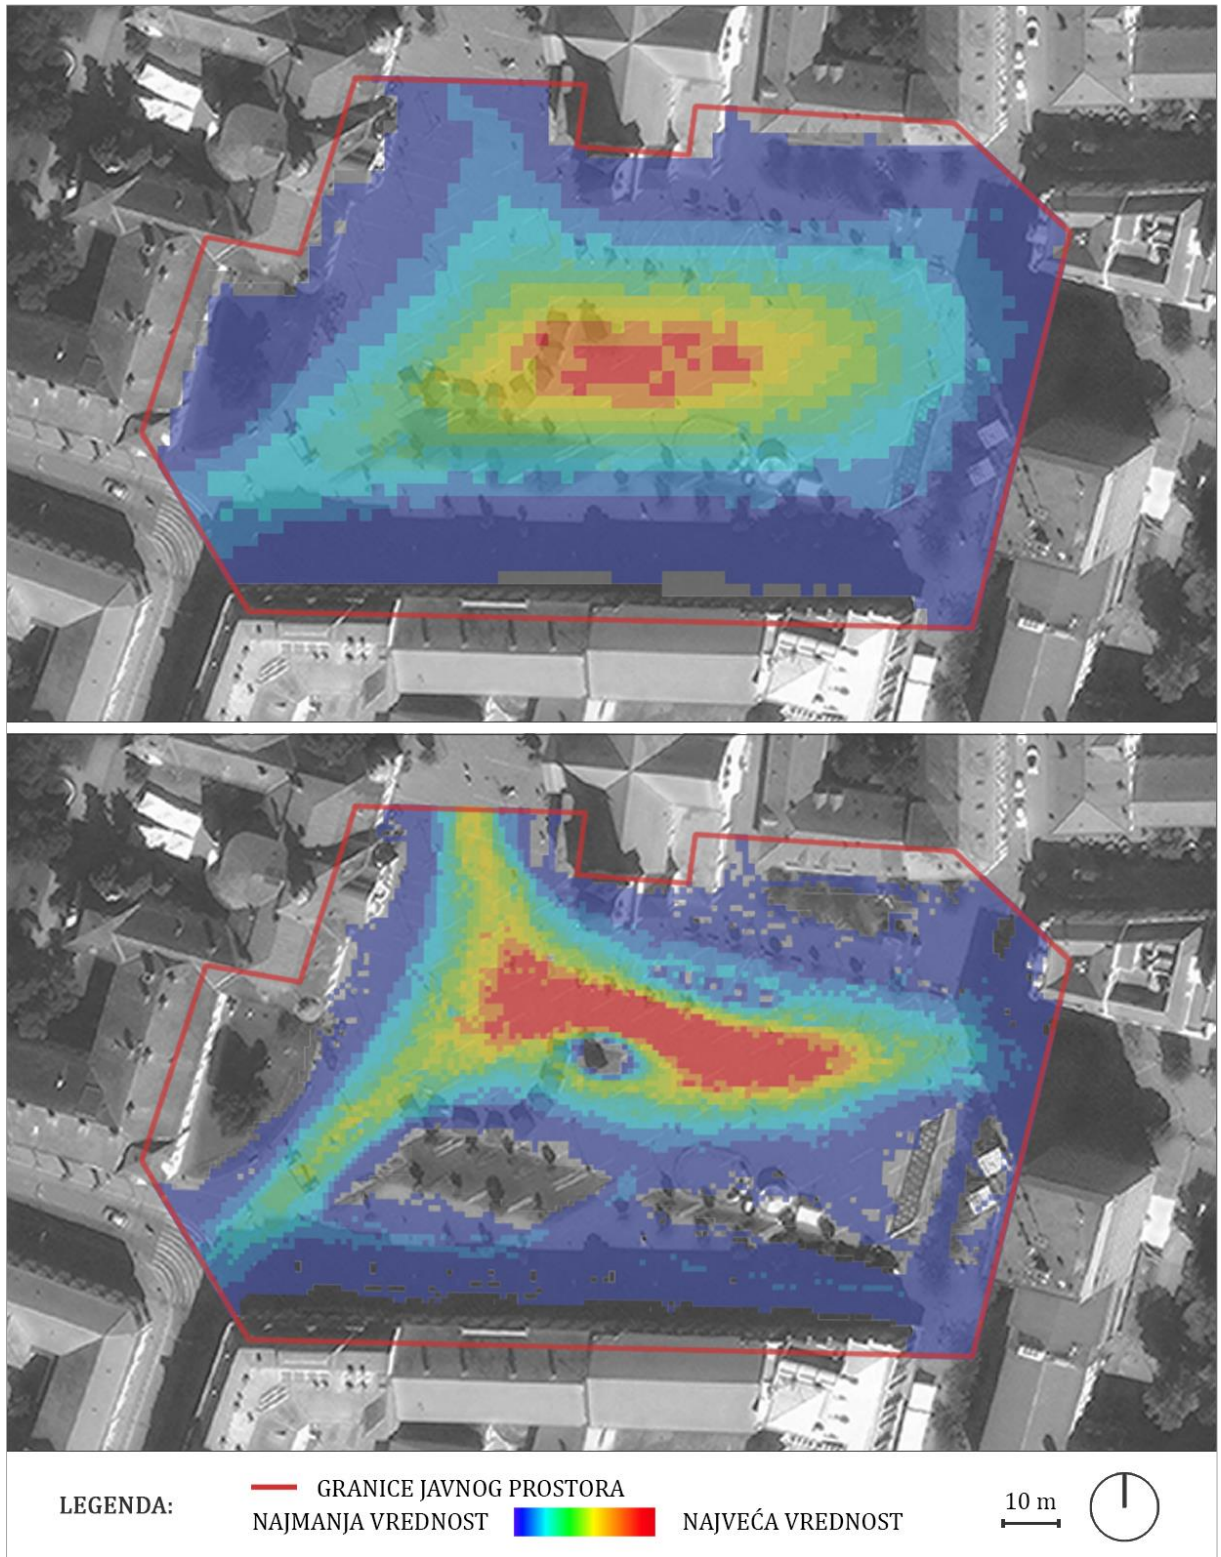 LEGENDA:
GRANICE JAVNOG PROSTORA
NAJMANJA VREDNOST
NAJVEĆA VREDNOST
10 m